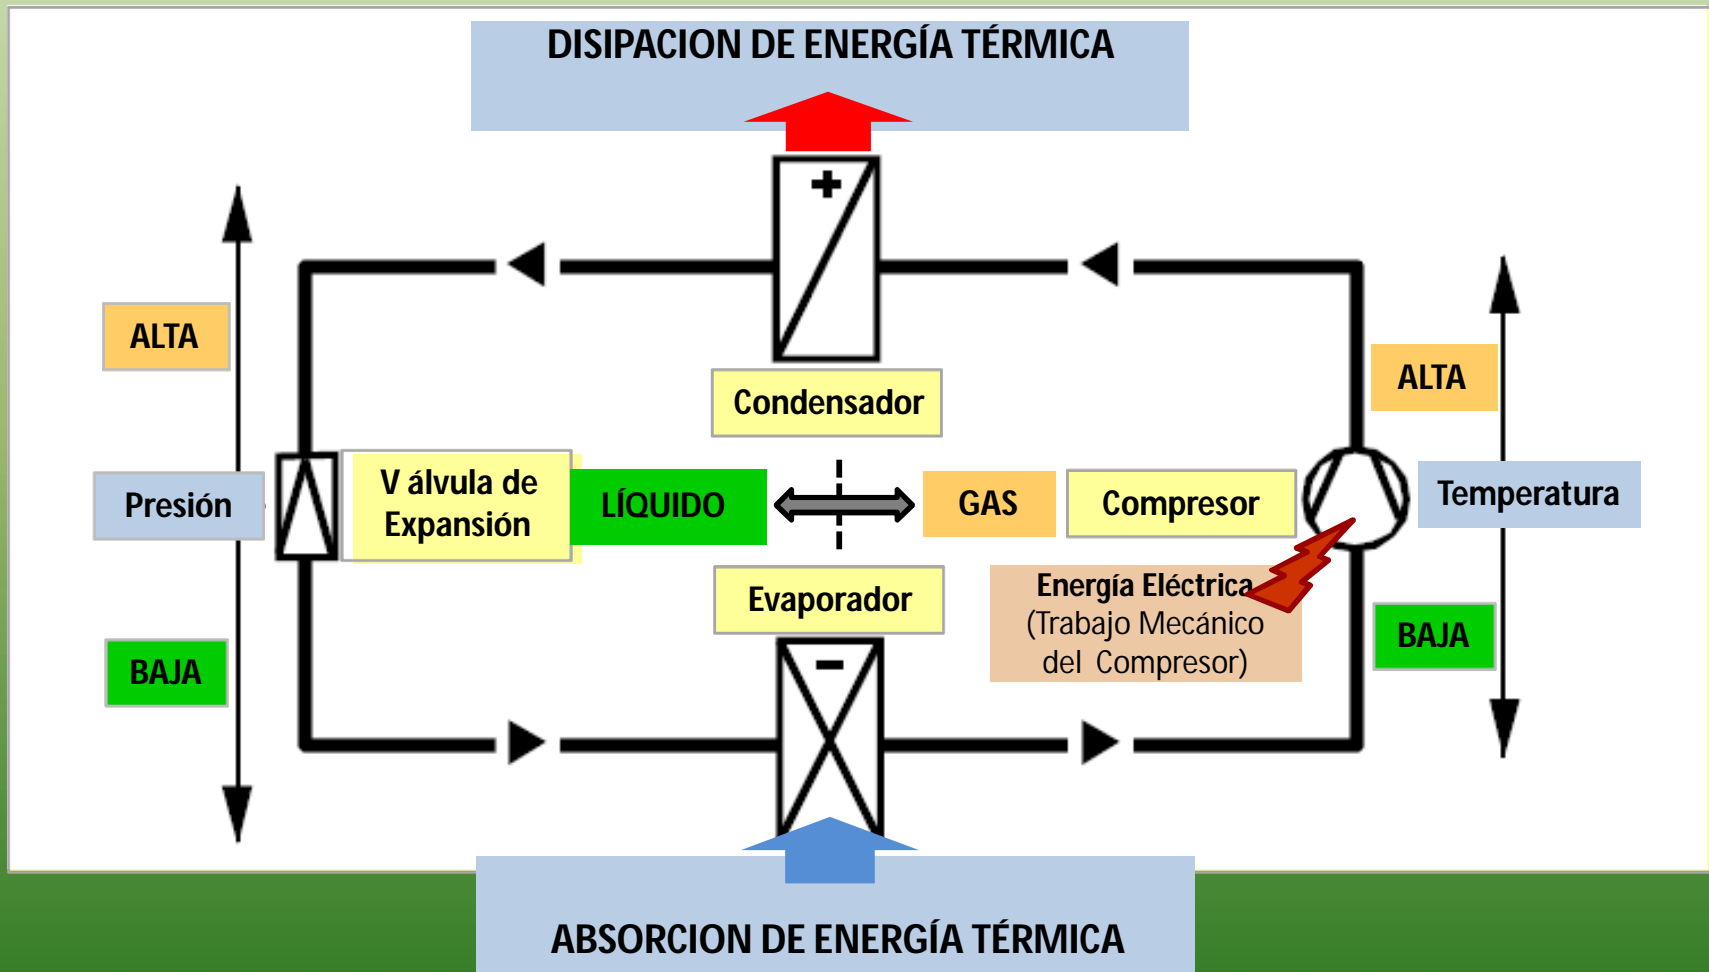 DISIPACION DE ENERGÍA TÉRMICA
+
ALTA
ALTA
Condensador
Presión
V álvula de
Expansión
LÍQUIDO
GAS
Compresor
Temperatura
Evaporador
Energía Eléctrica
(Trabajo Mecánico
del Compresor)
BAJA
BAJA
-
ABSORCION DE ENERGÍA TÉRMICA